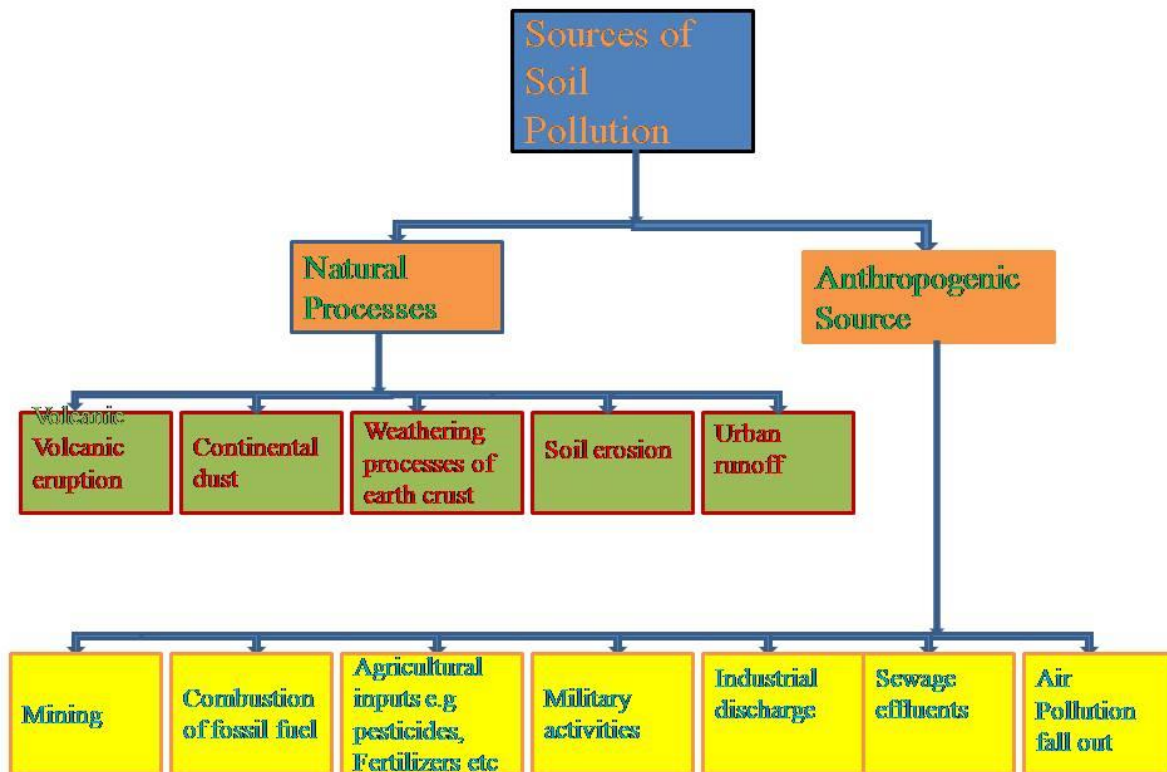 Sources of
Soil
Pollution
Natural
Processes
Anthropogenic
Source
Volcanic
Volcanic
eruption
Continental
dust
Weathering
processes of
earth crust
Soil erosion
Urban
runoff
Mining
Combustion
of fossil fuel
Agricultural
inputs e.g
pesticides,
Fertilizers etc
Military
activities
Industrial
discharge
Sewage
effluents
Air
Pollution
fall out